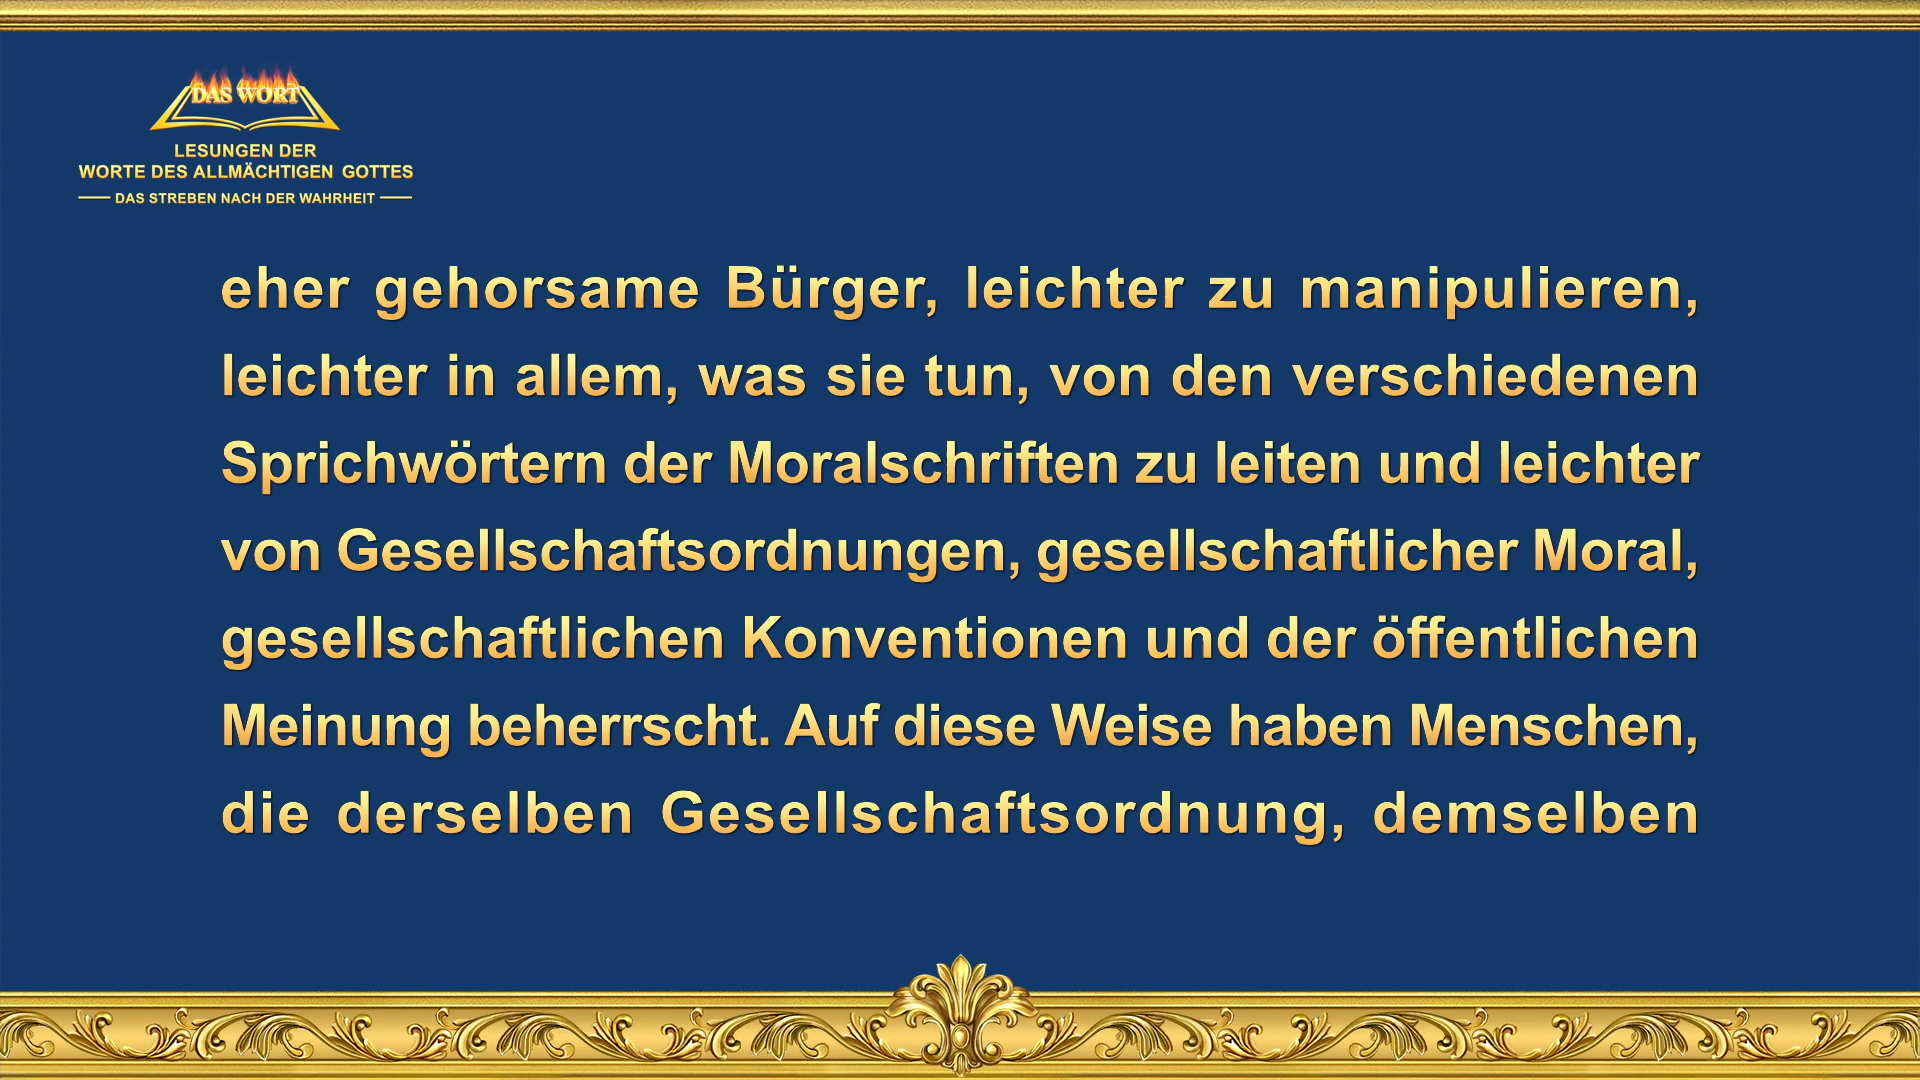 DAS WORT
LESUNGEN DER
WORTE DES ALLMÄCHTIGEN GOTTES
DAS STREBEN NACH DER WAHRHEIT
eher gehorsame Bürger, leichter zu manipulieren,
leichter in allem, was sie tun, von den verschiedenen
Sprichwörtern der Moralschriften zu leiten und leichter
von Gesellschaftsordnungen, gesellschaftlicher Moral,
gesellschaftlichen Konventionen und der öffentlichen
Meinung beherrscht. Auf diese Weise haben Menschen,
die derselben Gesellschaftsordnung, demselben